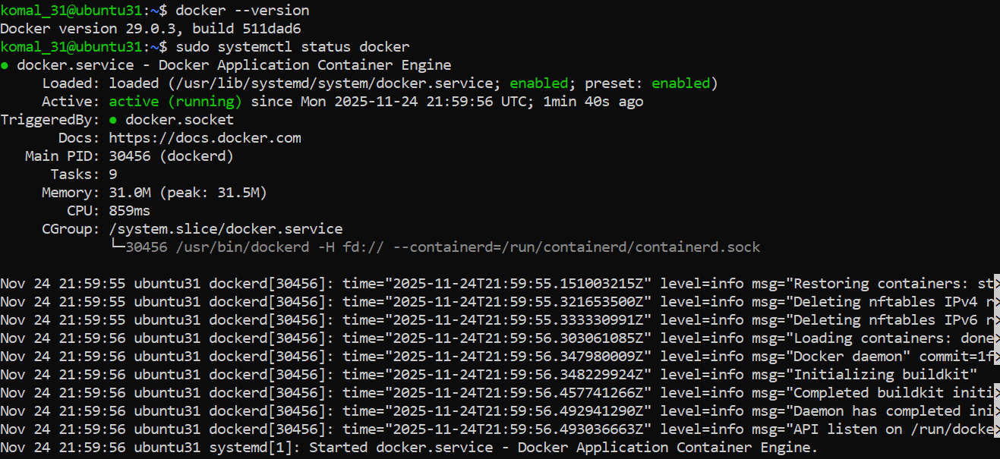 komal_31@ubuntu31:~$ docker --version
Docker version 29.0.3, build 511dad6
komal_31@ubuntu31:~$ sudo systemctl status docker
● docker.service - Docker Application Container Engine
     Loaded: loaded (/usr/lib/systemd/system/docker.service; enabled; preset: enabled)
     Active: active (running) since Mon 2025-11-24 21:59:56 UTC; 1min 40s ago
TriggeredBy: ● docker.socket
       Docs: https://docs.docker.com
   Main PID: 30456 (dockerd)
      Tasks: 9
     Memory: 31.0M (peak: 31.5M)
        CPU: 859ms
     CGroup: /system.slice/docker.service
             └─30456 /usr/bin/dockerd -H fd:// --containerd=/run/containerd/containerd.sock

Nov 24 21:59:55 ubuntu31 dockerd[30456]: time="2025-11-24T21:59:55.151003215Z" level=info msg="Restoring containers: st>
Nov 24 21:59:55 ubuntu31 dockerd[30456]: time="2025-11-24T21:59:55.321653500Z" level=info msg="Deleting nftables IPv4 r>
Nov 24 21:59:55 ubuntu31 dockerd[30456]: time="2025-11-24T21:59:55.333330991Z" level=info msg="Deleting nftables IPv6 r>
Nov 24 21:59:56 ubuntu31 dockerd[30456]: time="2025-11-24T21:59:56.303061085Z" level=info msg="Loading containers: done>
Nov 24 21:59:56 ubuntu31 dockerd[30456]: time="2025-11-24T21:59:56.347980009Z" level=info msg="Docker daemon" commit=1f>
Nov 24 21:59:56 ubuntu31 dockerd[30456]: time="2025-11-24T21:59:56.348229924Z" level=info msg="Initializing buildkit"
Nov 24 21:59:56 ubuntu31 dockerd[30456]: time="2025-11-24T21:59:56.457741266Z" level=info msg="Completed buildkit initi>
Nov 24 21:59:56 ubuntu31 dockerd[30456]: time="2025-11-24T21:59:56.492941290Z" level=info msg="Daemon has completed ini>
Nov 24 21:59:56 ubuntu31 dockerd[30456]: time="2025-11-24T21:59:56.493036663Z" level=info msg="API listen on /run/docke>
Nov 24 21:59:56 ubuntu31 systemd[1]: Started docker.service - Docker Application Container Engine.